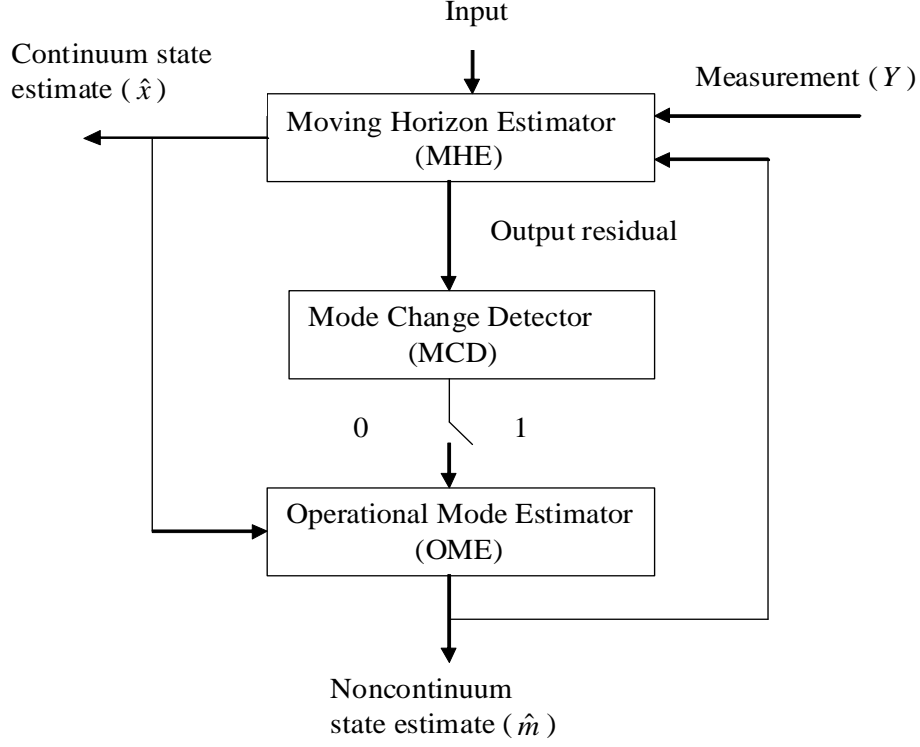 Input
Continuum state
estimate ( x̂ )
Measurement ( Y )
Moving Horizon Estimator
(MHE)
Output residual
Mode Change Detector
(MCD)
0 1
Operational Mode Estimator
(OME)
Noncontinuum
state estimate ( m̂ )